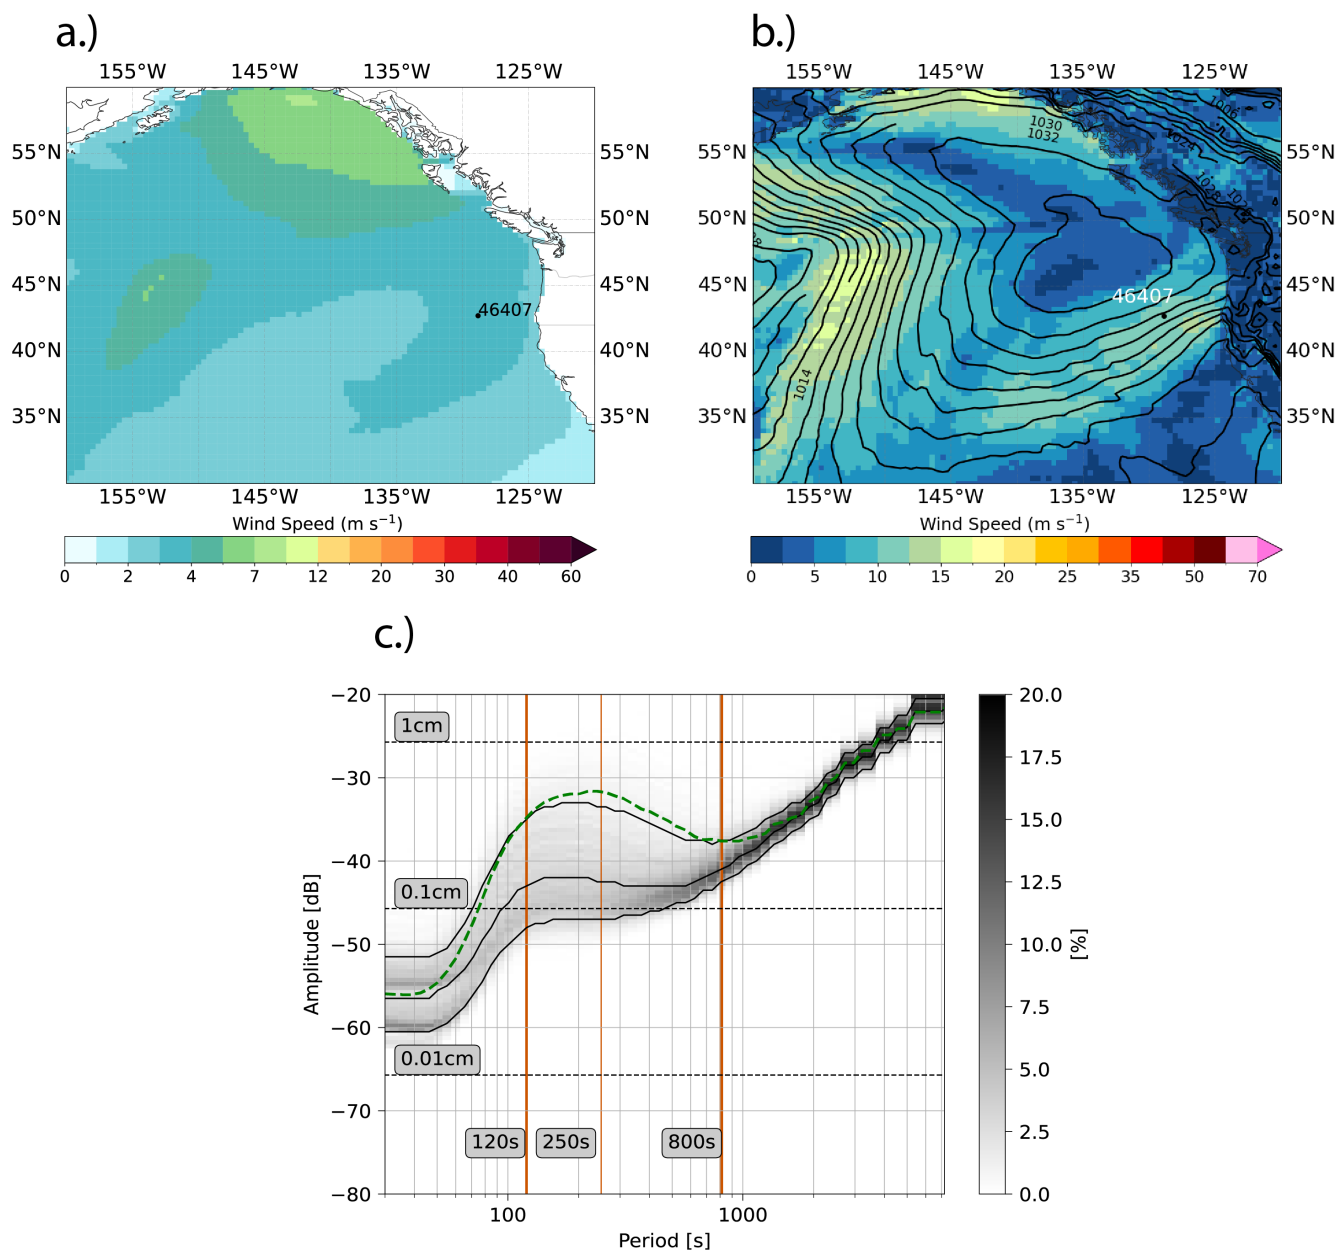 a.)
b.)
155°W 145°W 135°W 125°W
155°W 145°W 135°W 125°W
55°N 55°N 55°N 55°N
50°N 50°N 50°N 50°N
45°N 45°N 45°N 45°N
40°N 40°N 40°N 40°N
35°N 35°N 35°N 35°N
46407
1006
1030
1032
1024
1028
46407
1014
155°W 145°W 135°W 125°W
155°W 145°W 135°W 125°W
Wind Speed (m s⁻¹)
Wind Speed (m s⁻¹)
0 2 4 7 12 20 30 40 60
0 5 10 15 20 25 35 50 70
c.)
−20
−30
−40
−50
−60
−70
−80
Amplitude [dB]
1cm
0.1cm
0.01cm
120s 250s 800s
100 1000
Period [s]
20.0
17.5
15.0
12.5
10.0
7.5
5.0
2.5
0.0
[%]